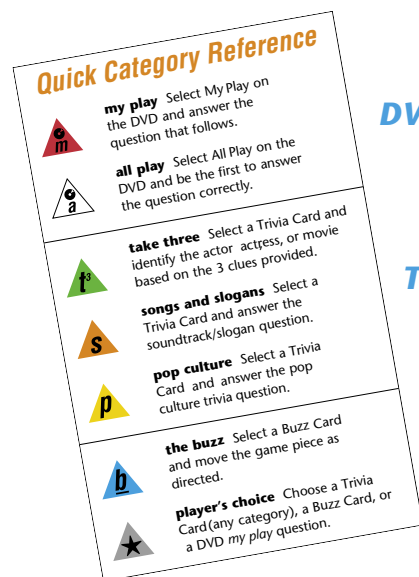 Quick Category Reference
my play Select My Play on
the DVD and answer the
question that follows.
m
all play Select All Play on the
DVD and be the first to answer
the question correctly.
a
take three Select a Trivia Card and
identify the actor actress, or movie
based on the 3 clues provided.
t³
songs and slogans Select a
Trivia Card and answer the
soundtrack/slogan question.
s
pop culture Select a Trivia
Card and answer the pop
culture trivia question.
p
the buzz Select a Buzz Card
and move the game piece as
directed.
b
player's choice Choose a Trivia
Card(any category), a Buzz Card, or
a DVD my play question.
DV
T